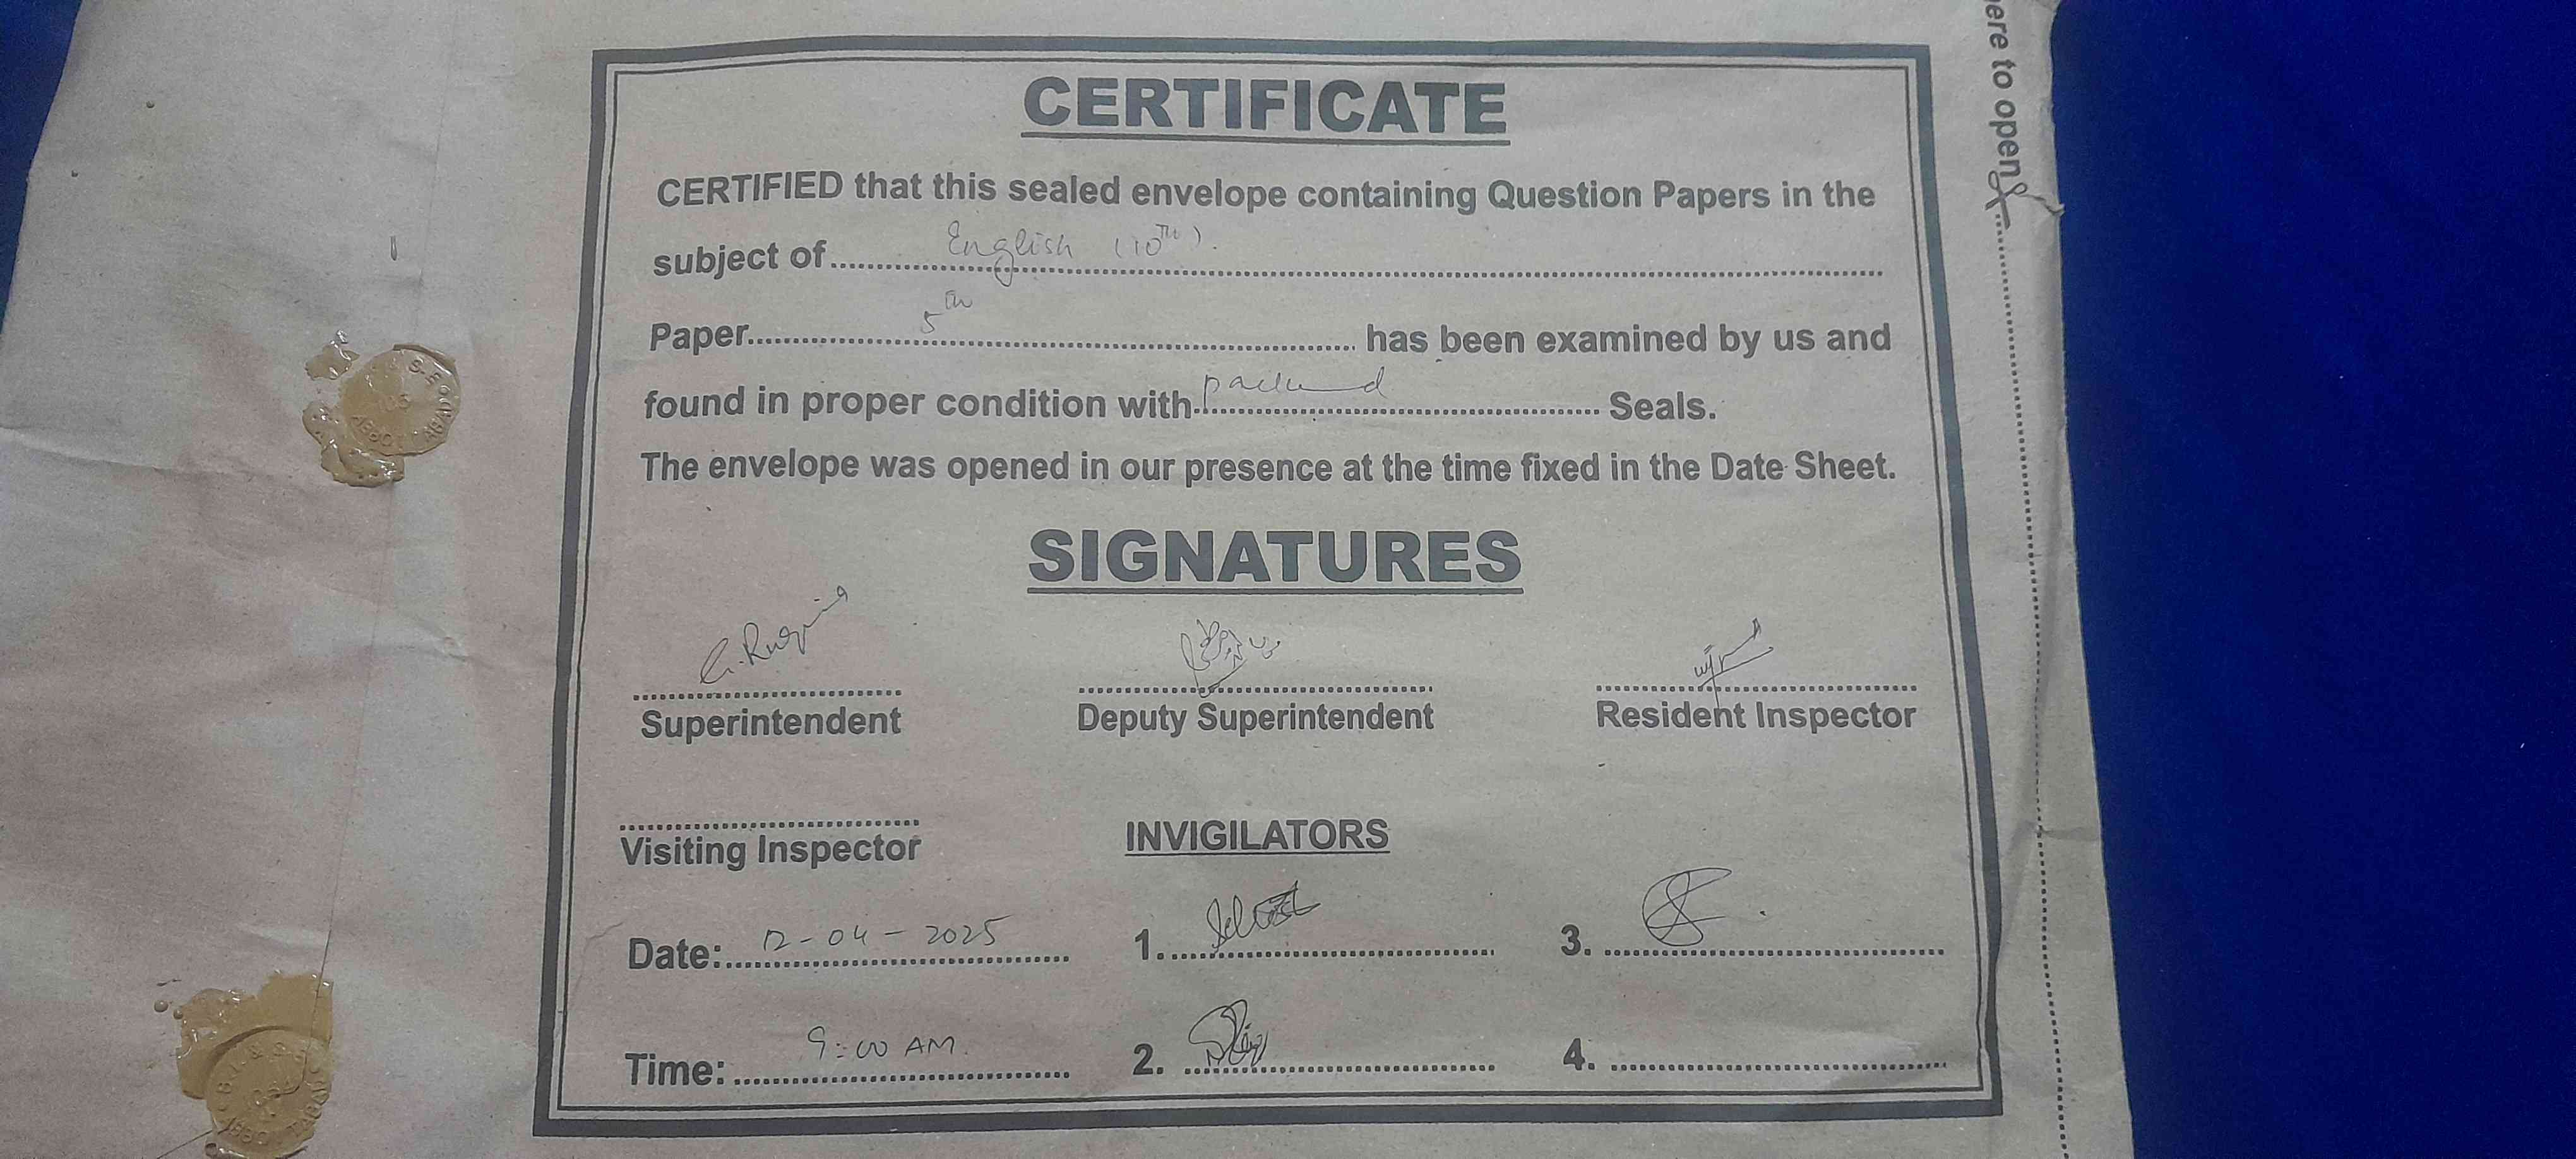 here to open
CERTIFICATE
CERTIFIED that this sealed envelope containing Question Papers in the
subject of English (10TH).
Paper 5th has been examined by us and
found in proper condition with packed Seals.
The envelope was opened in our presence at the time fixed in the Date Sheet.
SIGNATURES
Superintendent Deputy Superintendent Resident Inspector
Visiting Inspector INVIGILATORS
Date: 12-04-2025 1. 3.
Time: 9:00 AM. 2. 4.